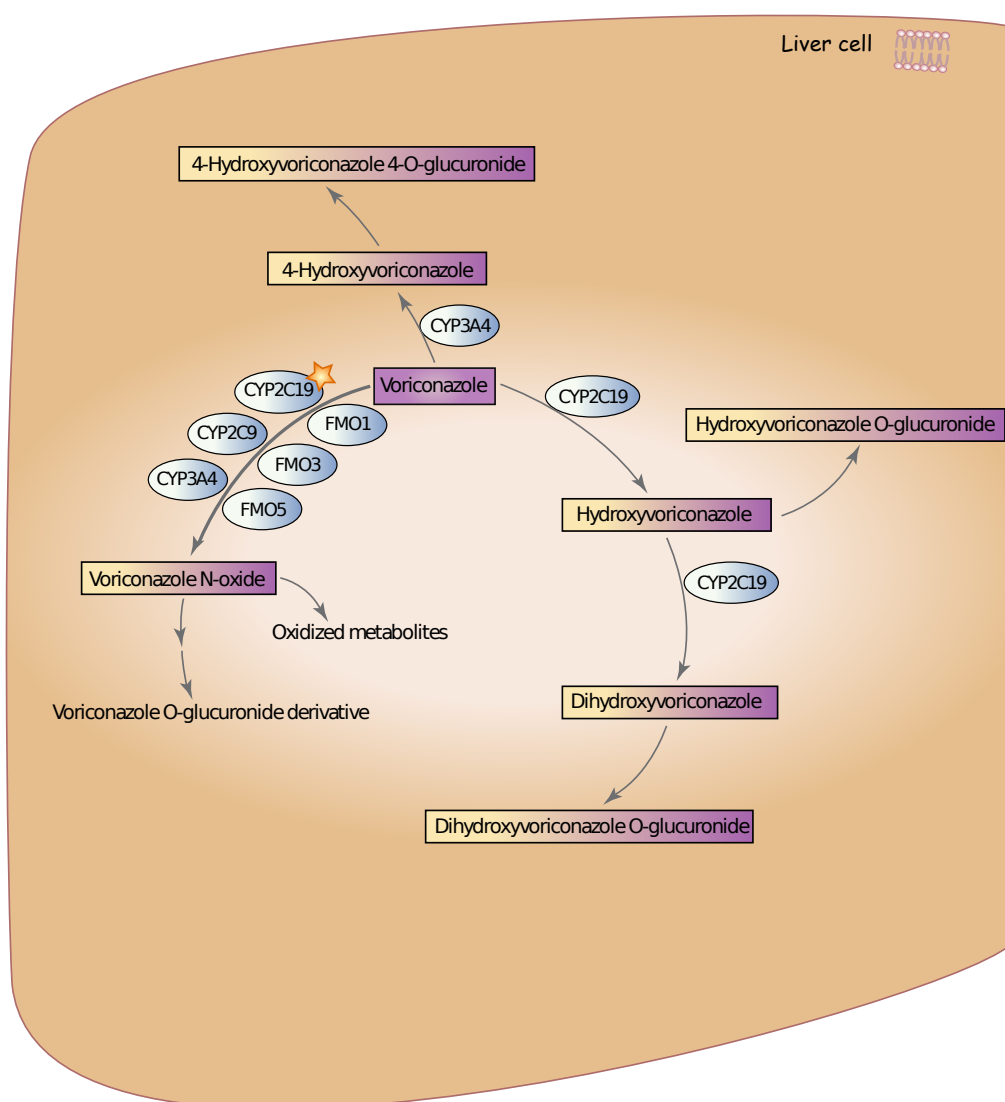 Liver cell
4-Hydroxyvoriconazole 4-O-glucuronide
4-Hydroxyvoriconazole
CYP3A4
Voriconazole
CYP2C19
CYP2C19
FMO1
Hydroxyvoriconazole O-glucuronide
CYP2C9
FMO3
CYP3A4
FMO5
Hydroxyvoriconazole
Voriconazole N-oxide
CYP2C19
Oxidized metabolites
Dihydroxyvoriconazole
Voriconazole O-glucuronide derivative
Dihydroxyvoriconazole O-glucuronide